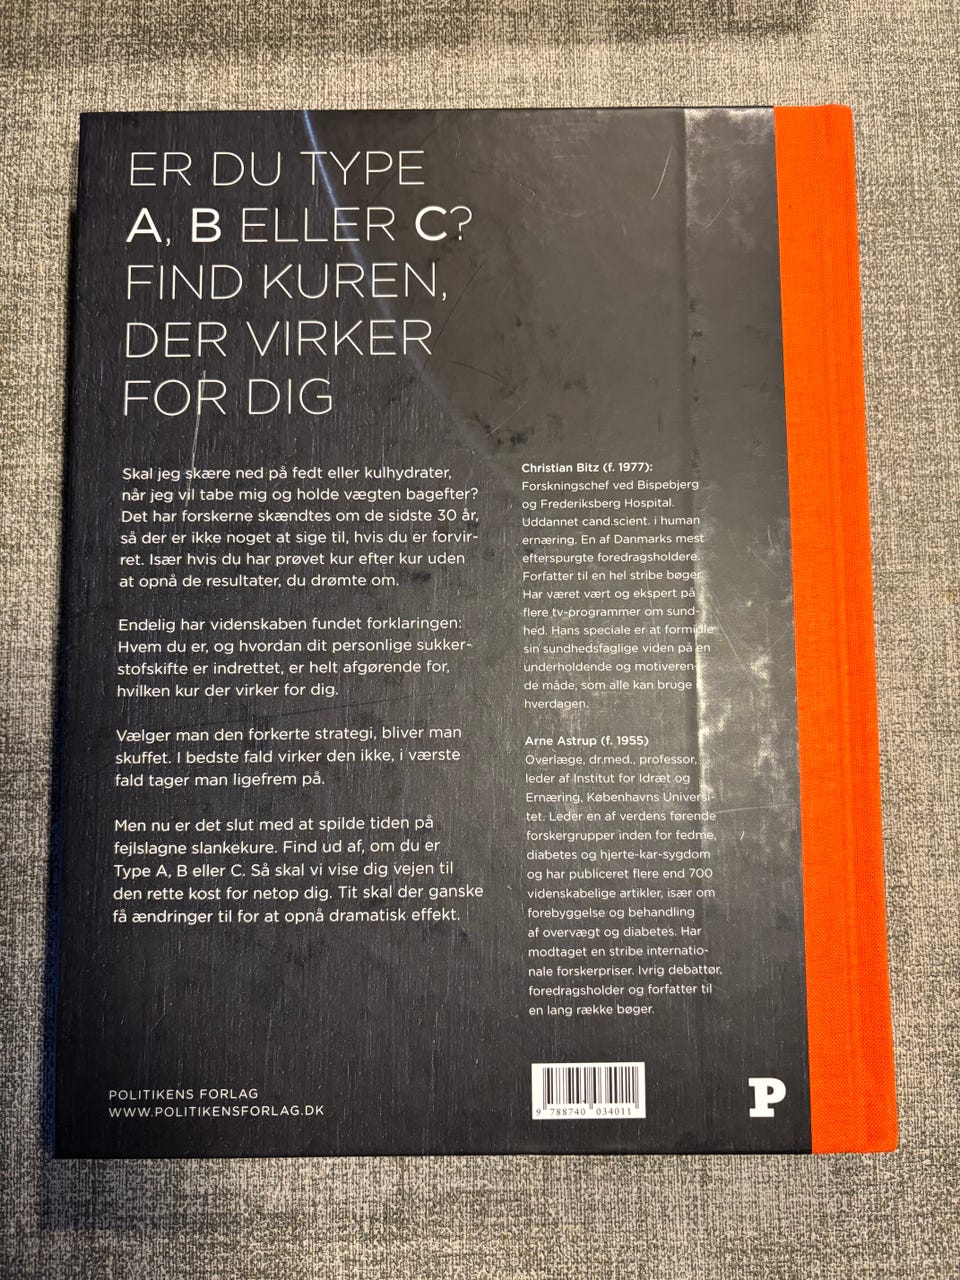 ER DU TYPE
A, B ELLER C?
FIND KUREN,
DER VIRKER
FOR DIG
Skal jeg skære ned på fedt eller kulhydrater,
når jeg vil tabe mig og holde vægten bagefter?
Det har forskerne skændtes om de sidste 30 år,
så der er ikke noget at sige til, hvis du er forvir-
ret. Især hvis du har prøvet kur efter kur uden
at opnå de resultater, du drømte om.
Endelig har videnskaben fundet forklaringen:
Hvem du er, og hvordan dit personlige sukker-
stofskifte er indrettet, er helt afgørende for,
hvilken kur der virker for dig.
Vælger man den forkerte strategi, bliver man
skuffet. I bedste fald virker den ikke, i værste
fald tager man ligefrem på.
Men nu er det slut med at spilde tiden på
fejlslagne slankekure. Find ud af, om du er
Type A, B eller C. Så skal vi vise dig vejen til
den rette kost for netop dig. Tit skal der ganske
få ændringer til for at opnå dramatisk effekt.
Christian Bitz (f. 1977):
Forskningschef ved Bispebjerg
og Frederiksberg Hospital.
Uddannet cand.scient. i human
ernæring. En af Danmarks mest
efterspurgte foredragsholdere.
Forfatter til en hel stribe bøger.
Har været vært og ekspert på
flere tv-programmer om sund-
hed. Hans speciale er at formidle
sin sundhedsfaglige viden på en
underholdende og motiveren-
de måde, som alle kan bruge i
hverdagen.
Arne Astrup (f. 1955)
Overlæge, dr.med., professor,
leder af Institut for Idræt og
Ernæring, Københavns Universi-
tet. Leder en af verdens førende
forskergrupper inden for fedme,
diabetes og hjerte-kar-sygdom
og har publiceret flere end 700
videnskabelige artikler, især om
forebyggelse og behandling
af overvægt og diabetes. Har
modtaget en stribe internatio-
nale forskerpriser. Ivrig debattør,
foredragsholder og forfatter til
en lang række bøger.
POLITIKENS FORLAG
WWW.POLITIKENSFORLAG.DK
9 788740 034011
P